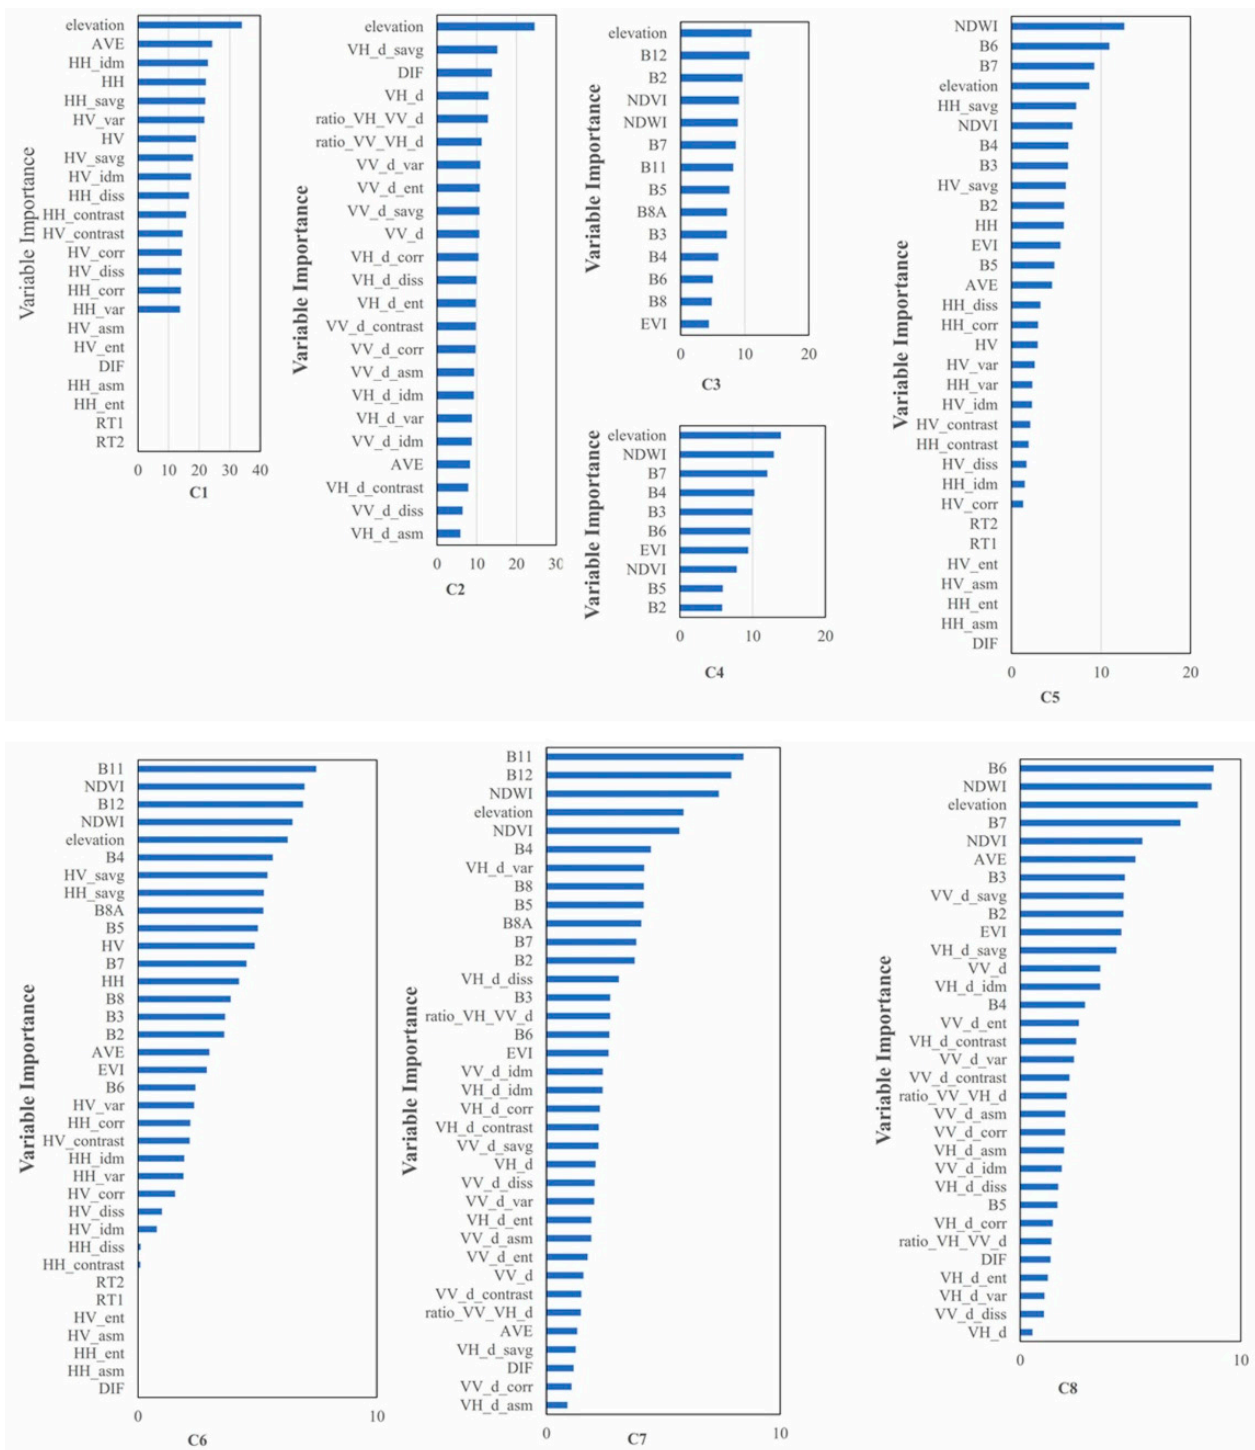 Variable Importance
elevation
AVE
HH_idm
HH
HH_savg
HV_var
HV
HV_savg
HV_idm
HH_diss
HH_contrast
HV_contrast
HV_corr
HV_diss
HH_corr
HH_var
HV_asm
HV_ent
DIF
HH_asm
HH_ent
RT1
RT2
0 10 20 30 40
C1
Variable Importance
elevation
VH_d_savg
DIF
VH_d
ratio_VH_VV_d
ratio_VV_VH_d
VV_d_var
VV_d_ent
VV_d_savg
VV_d
VH_d_corr
VH_d_diss
VH_d_ent
VV_d_contrast
VV_d_corr
VV_d_asm
VH_d_idm
VH_d_var
VV_d_idm
AVE
VH_d_contrast
VV_d_diss
VH_d_asm
0 10 20 30
C2
Variable Importance
elevation
B12
B2
NDVI
NDWI
B7
B11
B5
B8A
B3
B4
B6
B8
EVI
0 10 20
C3
Variable Importance
elevation
NDWI
B7
B4
B3
B6
EVI
NDVI
B5
B2
0 10 20
C4
Variable Importance
NDWI
B6
B7
elevation
HH_savg
NDVI
B4
B3
HV_savg
B2
HH
EVI
B5
AVE
HH_diss
HH_corr
HV
HV_var
HH_var
HV_idm
HV_contrast
HH_contrast
HV_diss
HH_idm
HV_corr
RT2
RT1
HV_ent
HV_asm
HH_ent
HH_asm
DIF
0 10 20
C5
Variable Importance
B11
NDVI
B12
NDWI
elevation
B4
HV_savg
HH_savg
B8A
B5
HV
B7
HH
B8
B3
B2
AVE
EVI
B6
HV_var
HH_corr
HV_contrast
HH_idm
HH_var
HV_corr
HV_diss
HV_idm
HH_diss
HH_contrast
RT2
RT1
HV_ent
HV_asm
HH_ent
HH_asm
DIF
0 10
C6
Variable Importance
B11
B12
NDWI
elevation
NDVI
B4
VH_d_var
B8
B5
B8A
B7
B2
VH_d_diss
B3
ratio_VH_VV_d
B6
EVI
VV_d_idm
VH_d_idm
VH_d_corr
VH_d_contrast
VV_d_savg
VH_d
VV_d_diss
VV_d_var
VH_d_ent
VV_d_asm
VV_d_ent
VV_d
VV_d_contrast
ratio_VV_VH_d
AVE
VH_d_savg
DIF
VV_d_corr
VH_d_asm
0 10
C7
Variable Importance
B6
NDWI
elevation
B7
NDVI
AVE
B3
VV_d_savg
B2
EVI
VH_d_savg
VV_d
VH_d_idm
B4
VV_d_ent
VH_d_contrast
VV_d_var
VV_d_contrast
ratio_VV_VH_d
VV_d_asm
VV_d_corr
VH_d_asm
VV_d_idm
VH_d_diss
B5
VH_d_corr
ratio_VH_VV_d
DIF
VH_d_ent
VH_d_var
VV_d_diss
VH_d
0 10
C8